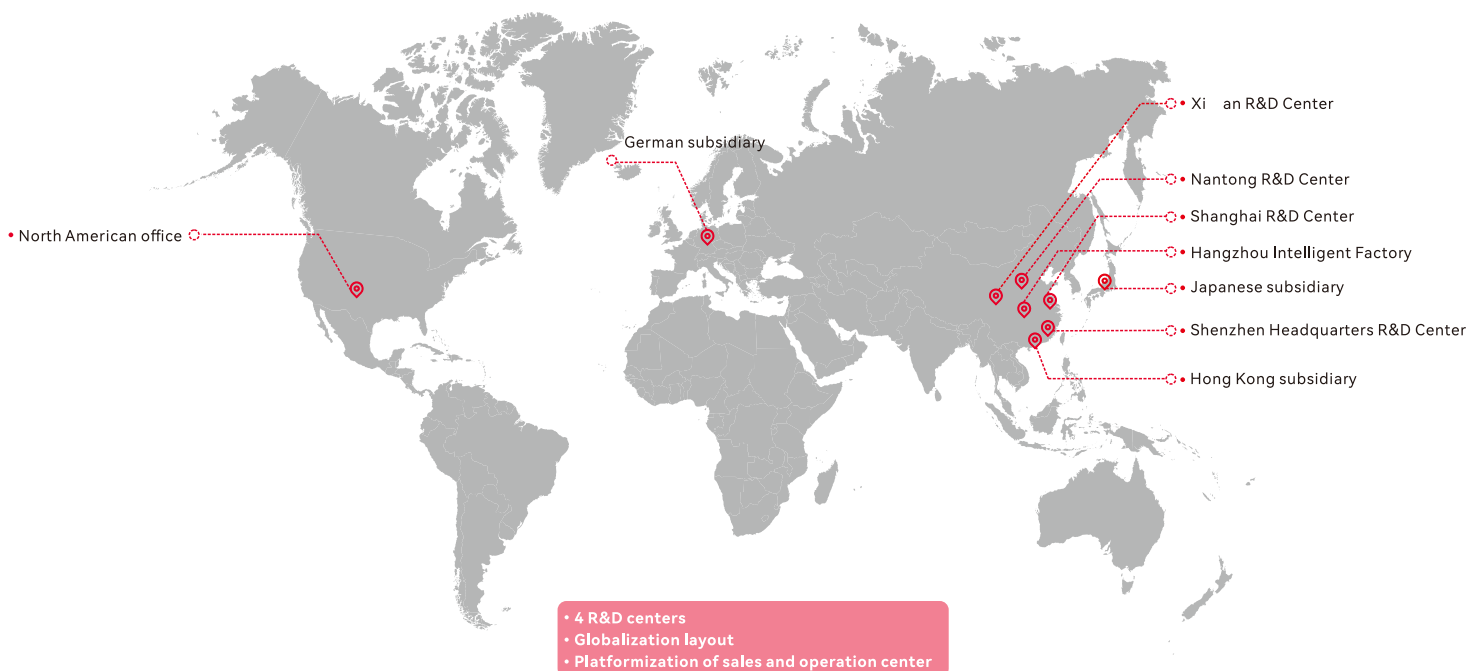 • Xi an R&D Center
German subsidiary
• Nantong R&D Center
• Shanghai R&D Center
• North American office
• Hangzhou Intelligent Factory
• Japanese subsidiary
• Shenzhen Headquarters R&D Center
• Hong Kong subsidiary
• 4 R&D centers
• Globalization layout
• Platformization of sales and operation center